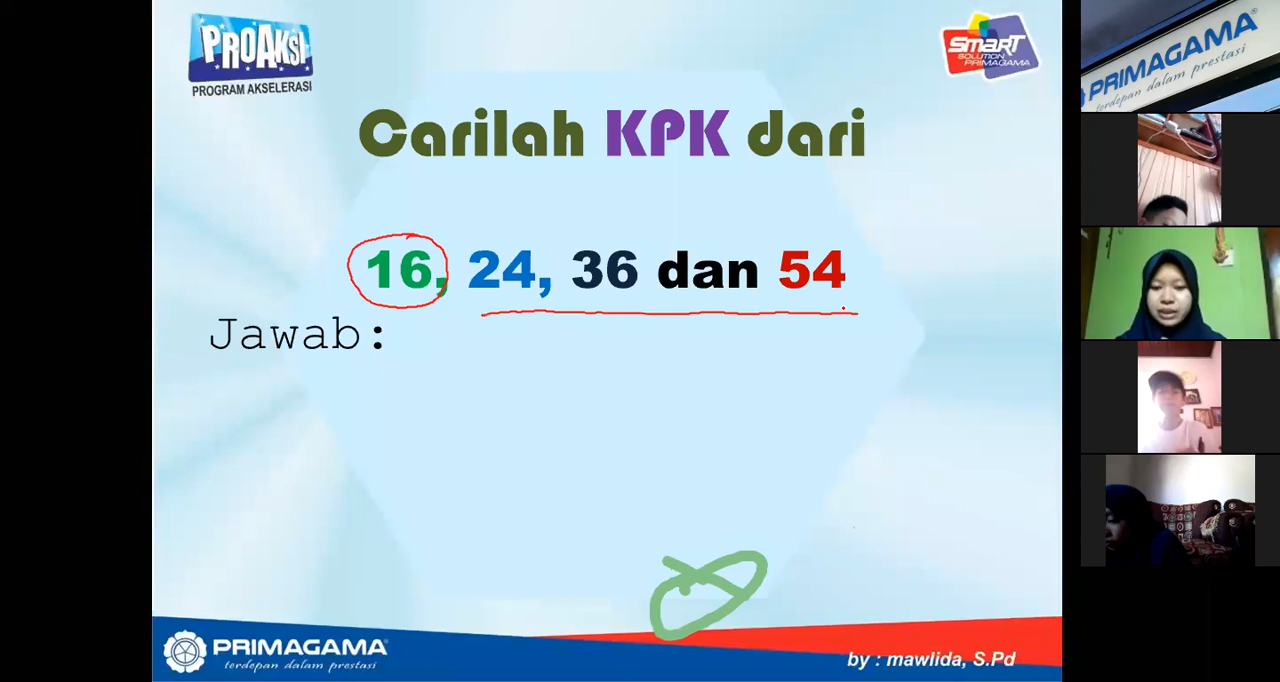 PROAKSI
PROGRAM AKSELERASI
SMART
SOLUTION
PRIMAGAMA
Carilah KPK dari
16, 24, 36 dan 54
Jawab:
PRIMAGAMA
terdepan dalam prestasi
by : mawlida, S.Pd
PRIMAGAMA
terdepan dalam prestasi